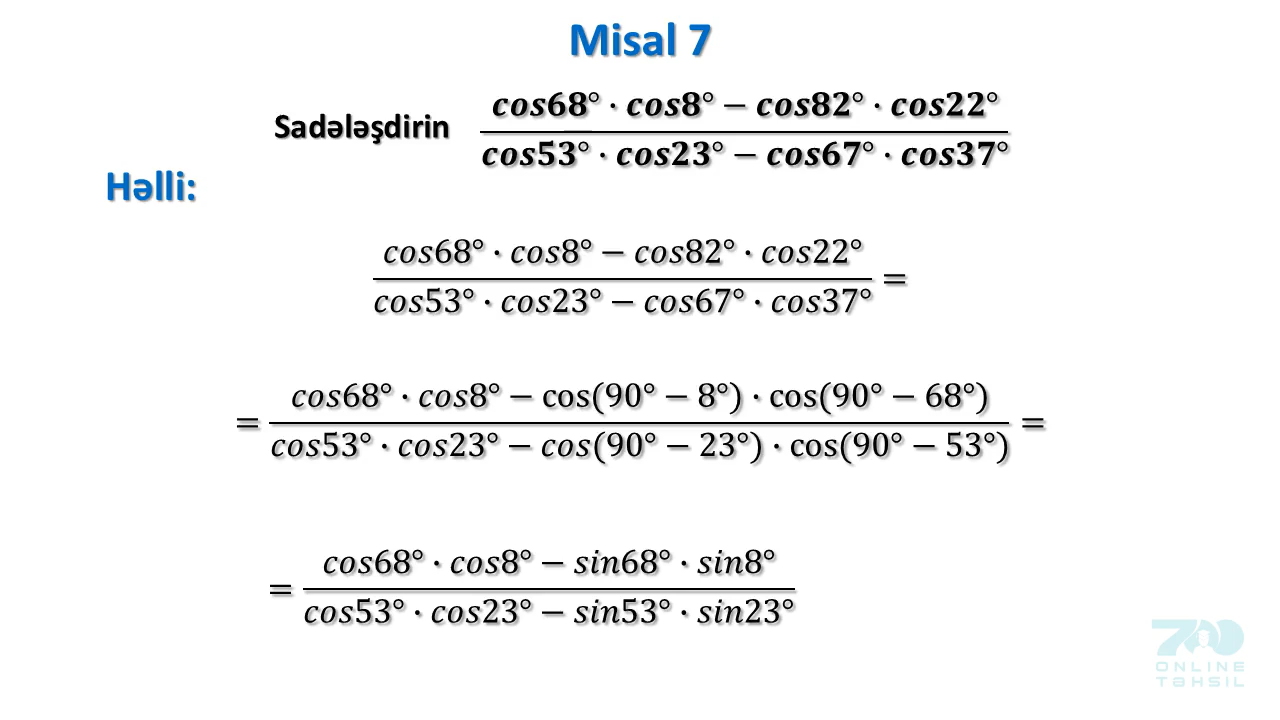 Misal 7
Sadələşdirin
cos68° · cos8° − cos82° · cos22°
cos53° · cos23° − cos67° · cos37°
Həlli:
cos68° · cos8° − cos82° · cos22°
cos53° · cos23° − cos67° · cos37° =
= cos68° · cos8° − cos(90° − 8°) · cos(90° − 68°)
cos53° · cos23° − cos(90° − 23°) · cos(90° − 53°) =
= cos68° · cos8° − sin68° · sin8°
cos53° · cos23° − sin53° · sin23°
700
ONLINE
TƏHSİL